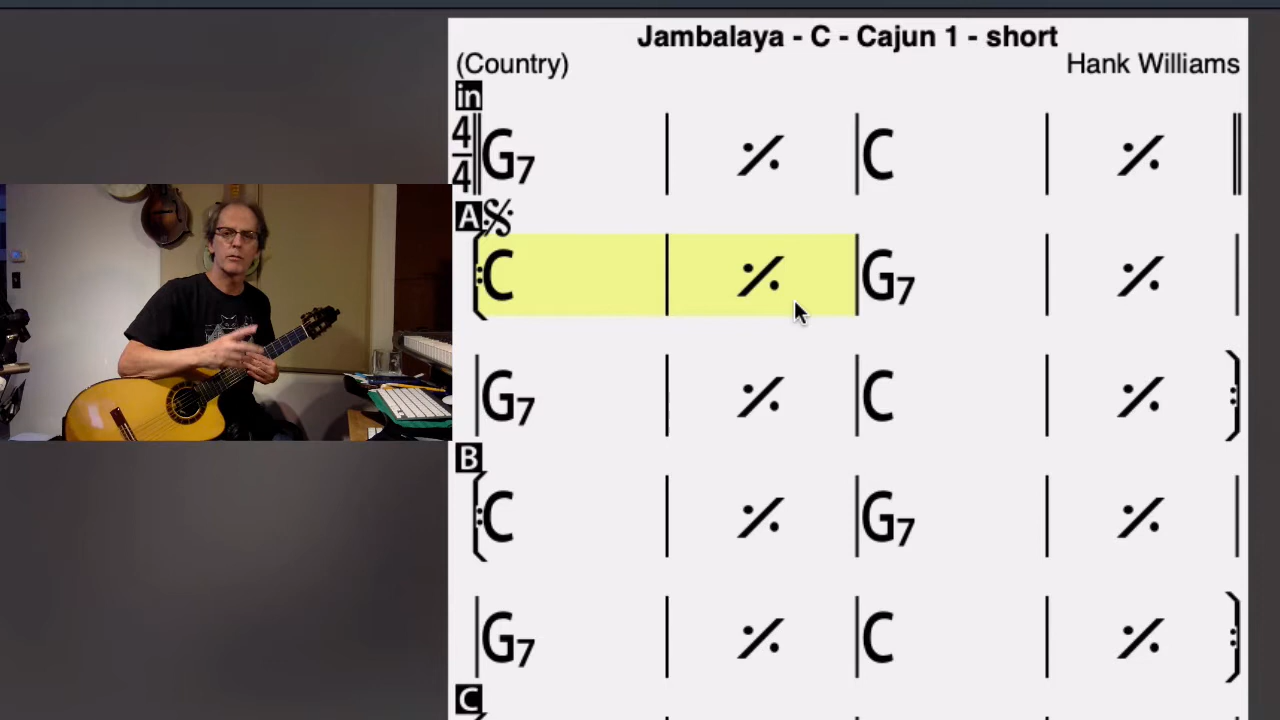 Jambalaya - C - Cajun 1 - short
(Country) Hank Williams
in
4/4 G7 𝄎 C 𝄎
A 𝄋
C 𝄎 G7 𝄎
G7 𝄎 C 𝄎
B
C 𝄎 G7 𝄎
G7 𝄎 C 𝄎
C